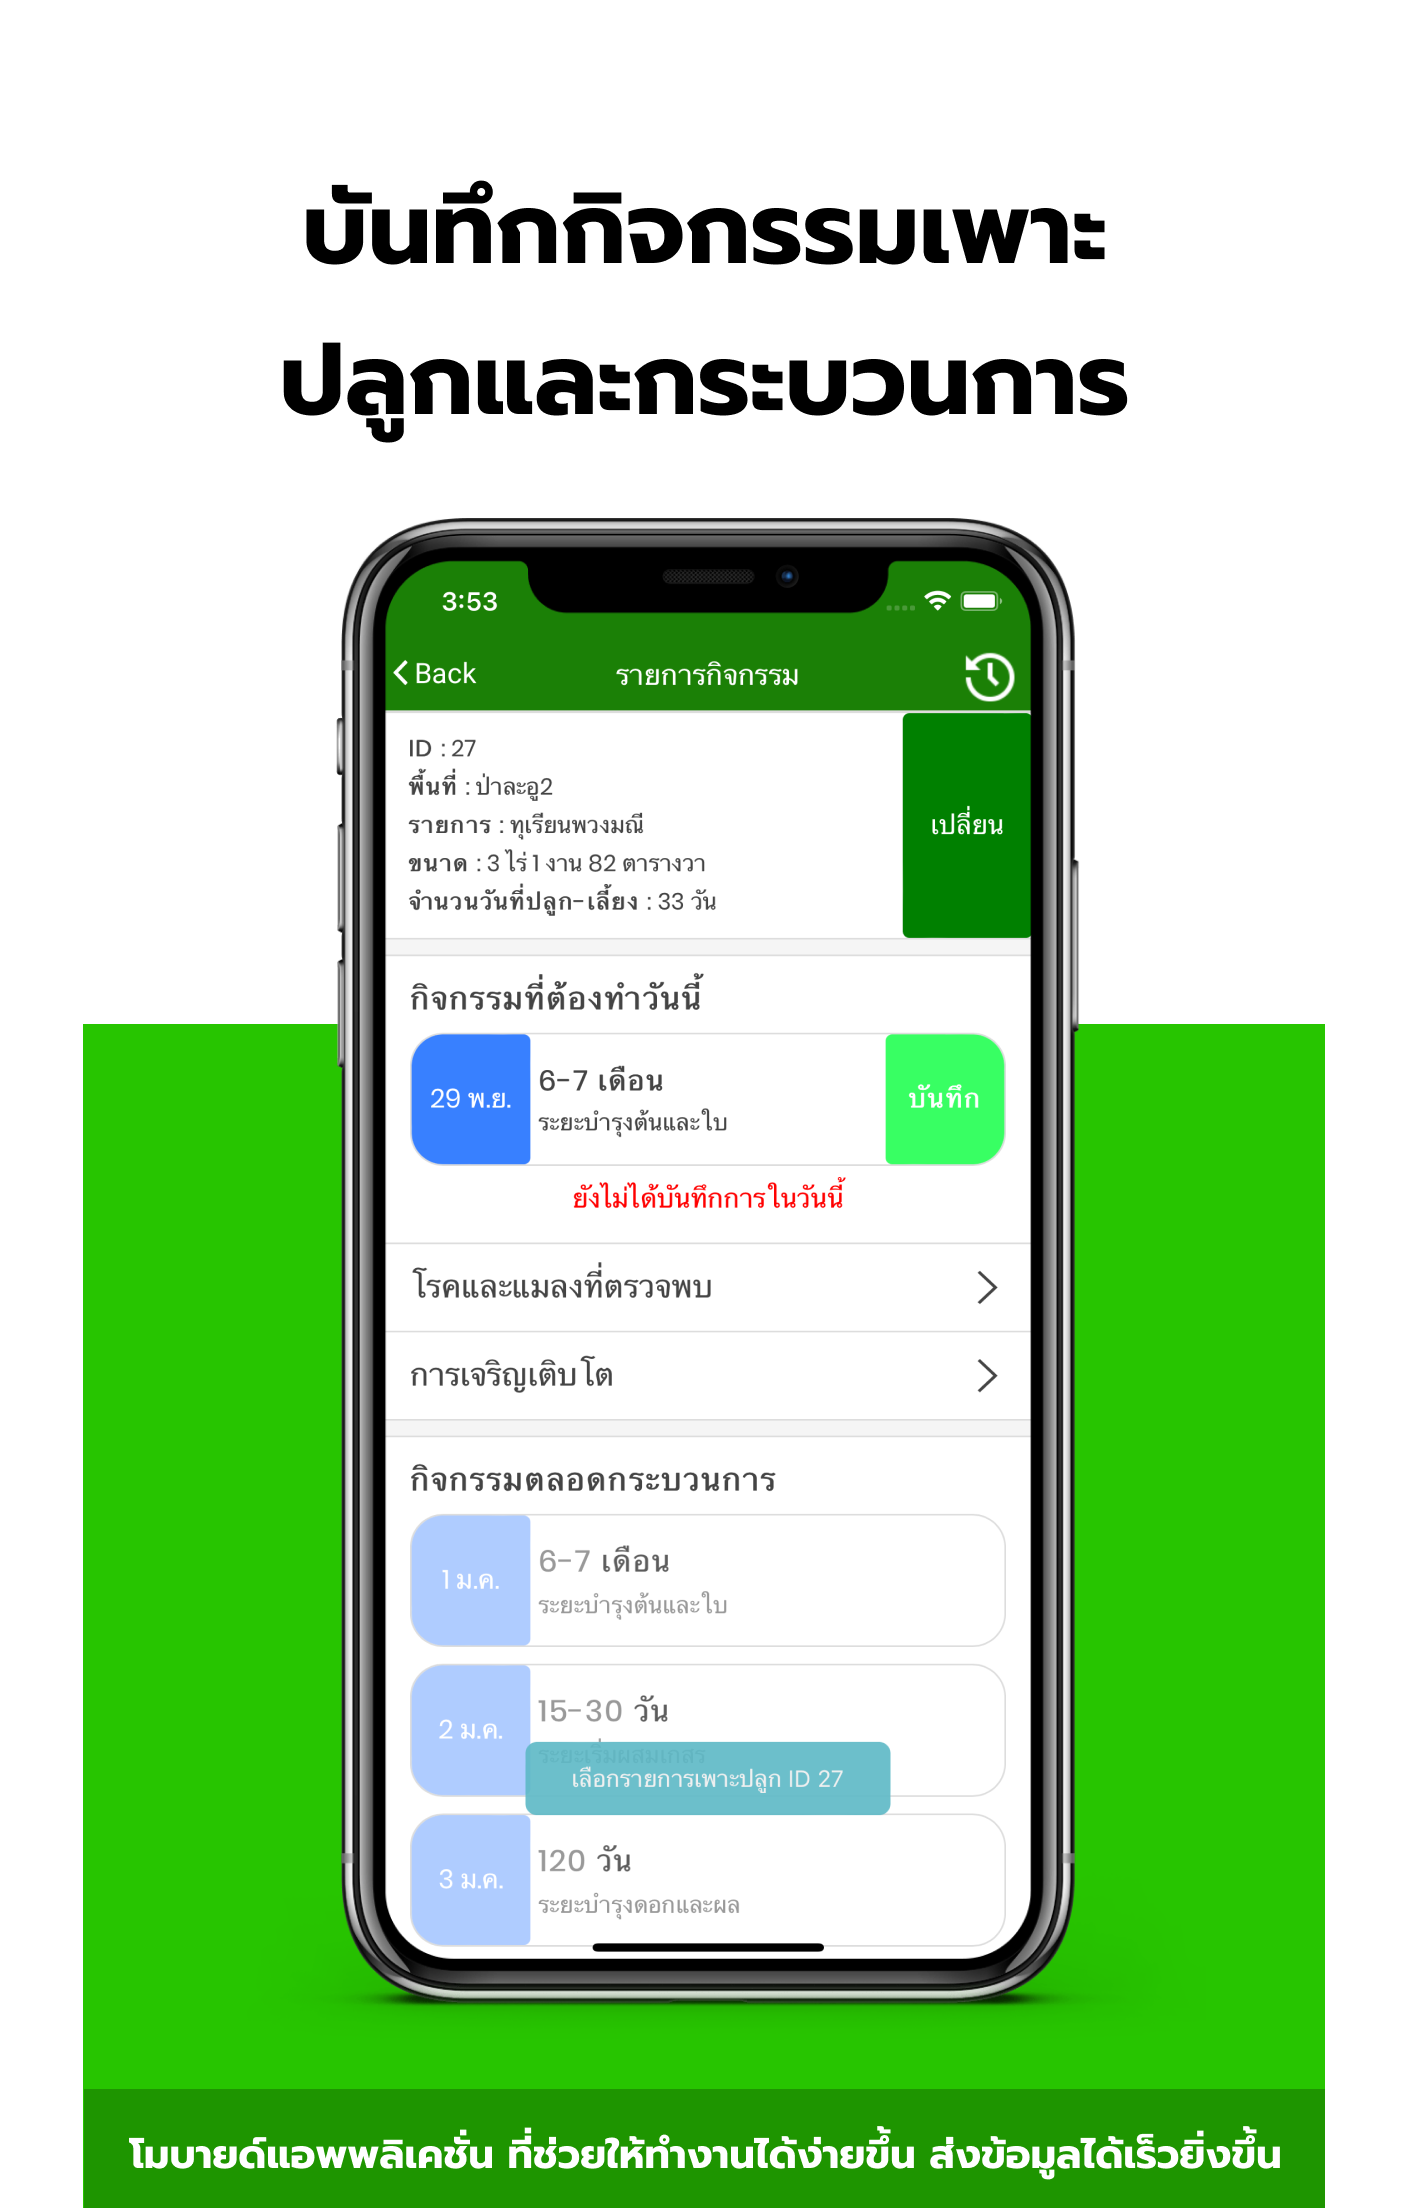 บันทึกกิจกรรมเพาะ
ปลูกและกระบวนการ
3:53
Back
รายการกิจกรรม
ID : 27
พื้นที่ : ป่าละอู2
รายการ : ทุเรียนพวงมณี
ขนาด : 3 ไร่ 1 งาน 82 ตารางวา
จำนวนวันที่ปลูก-เลี้ยง : 33 วัน
เปลี่ยน
กิจกรรมที่ต้องทำวันนี้
29 พ.ย.
6-7 เดือน
ระยะบำรุงต้นและใบ
บันทึก
ยังไม่ได้บันทึกการในวันนี้
โรคและแมลงที่ตรวจพบ
การเจริญเติบโต
กิจกรรมตลอดกระบวนการ
1 ม.ค.
6-7 เดือน
ระยะบำรุงต้นและใบ
2 ม.ค.
15-30 วัน
ระยะเริ่มผสมเกสร
เลือกรายการเพาะปลูก ID 27
3 ม.ค.
120 วัน
ระยะบำรุงดอกและผล
โมบายด์แอพพลิเคชั่น ที่ช่วยให้ทำงานได้ง่ายขึ้น ส่งข้อมูลได้เร็วยิ่งขึ้น